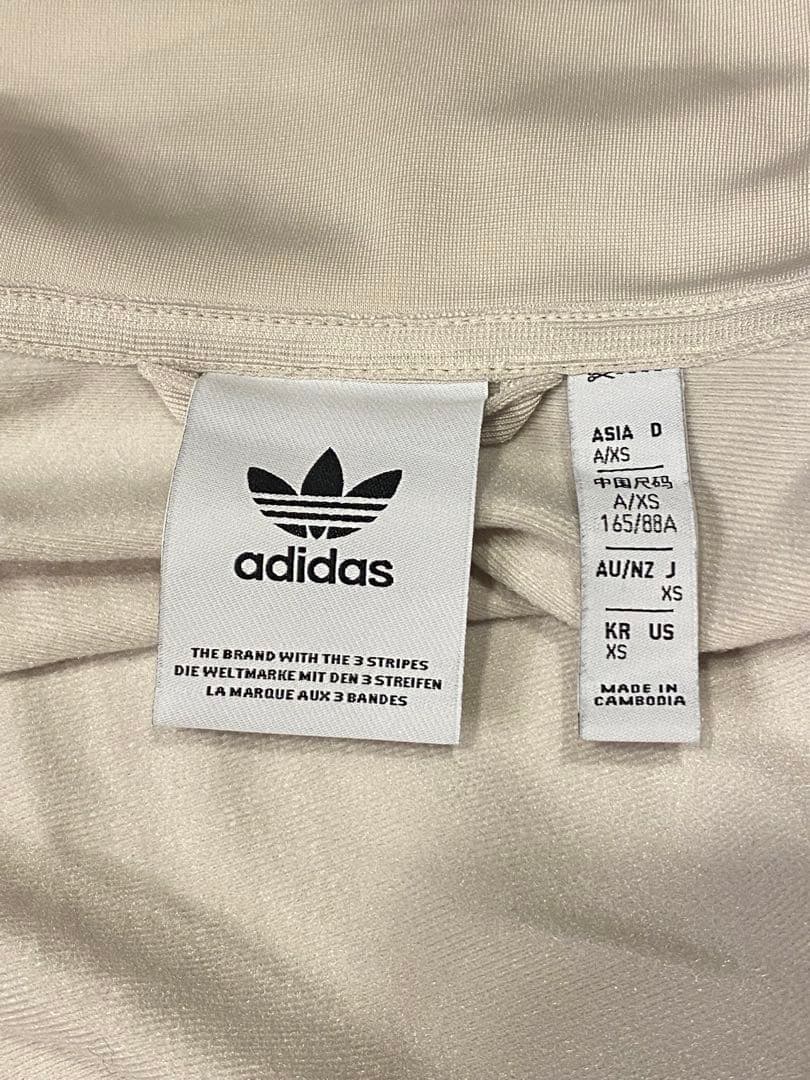 adidas
THE BRAND WITH THE 3 STRIPES
DIE WELTMARKE MIT DEN 3 STREIFEN
LA MARQUE AUX 3 BANDES
ASIA D
A/XS
中国尺码
A/XS
165/88A
AU/NZ J
XS
KR US
XS
MADE IN
CAMBODIA